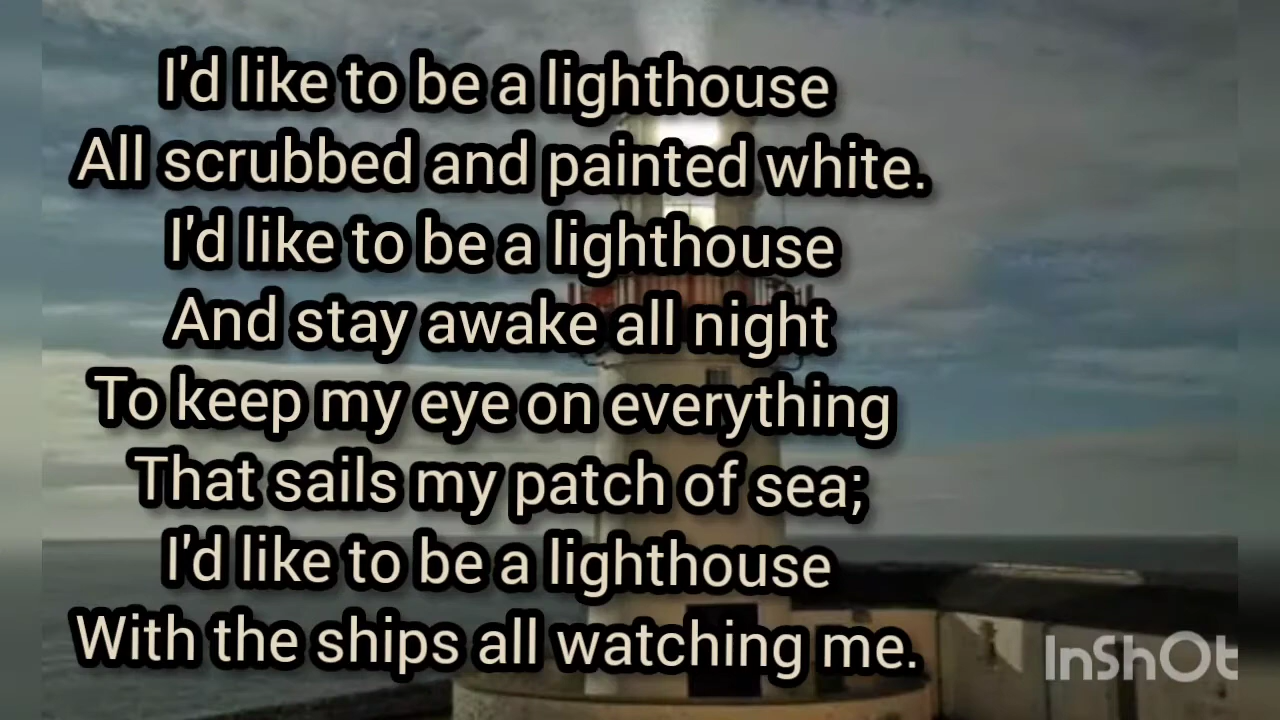 I'd like to be a lighthouse
All scrubbed and painted white.
I'd like to be a lighthouse
And stay awake all night
To keep my eye on everything
That sails my patch of sea;
I'd like to be a lighthouse
With the ships all watching me.
InShOt